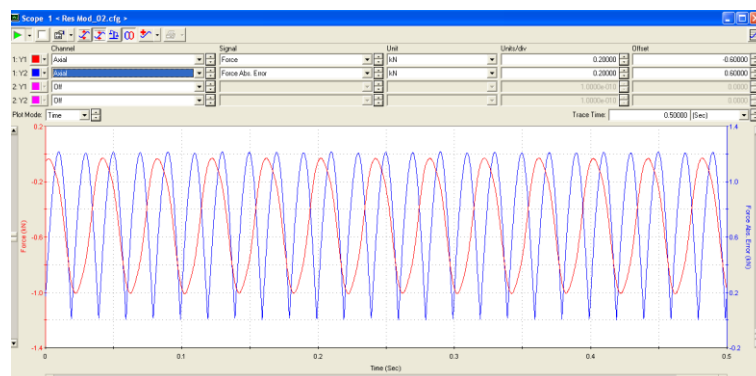 Scope 1 < Res Mod_02.cfg >
Channel Signal Unit Units/div Offset
1: Y1 Axial Force kN 0.20000 -0.60000
1: Y2 Axial Force Abs. Error kN 0.20000 0.60000
2: Y1 Off 1.0000e-010 0.0000
2: Y2 Off 1.0000e-010 0.0000
Plot Mode: Time Trace Time: 0.50000 (Sec)
0.2 1.4
-0.2 1.0
-0.6 0.6
-1.0 0.2
-1.4 -0.2
Force (kN)
Force Abs. Error (kN)
0 0.1 0.2 0.3 0.4 0.5
Time (Sec)